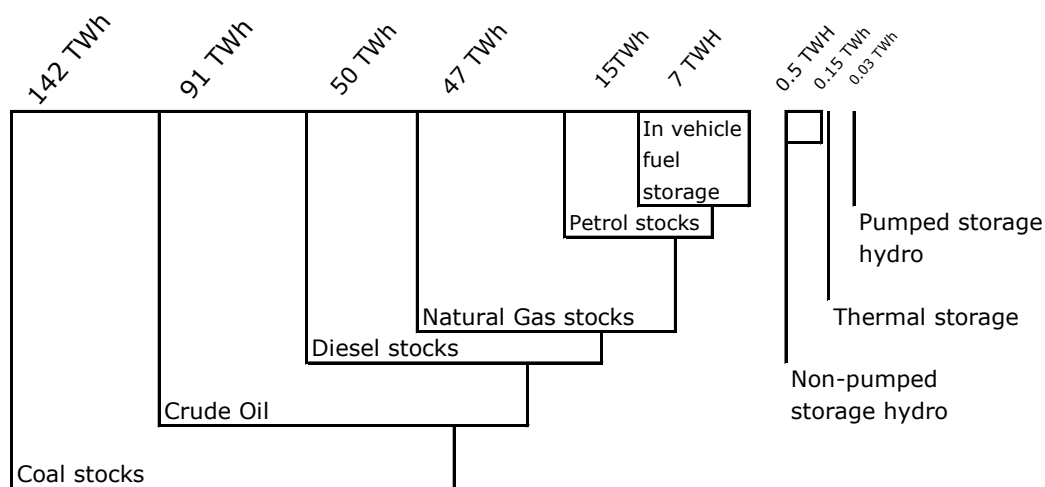 142 TWh
91 TWh
50 TWh
47 TWh
15TWh
7 TWH
0.5 TWH
0.15 TWh
0.03 TWh
In vehicle
fuel
storage
Petrol stocks
Pumped storage
hydro
Natural Gas stocks
Thermal storage
Diesel stocks
Non-pumped
storage hydro
Crude Oil
Coal stocks